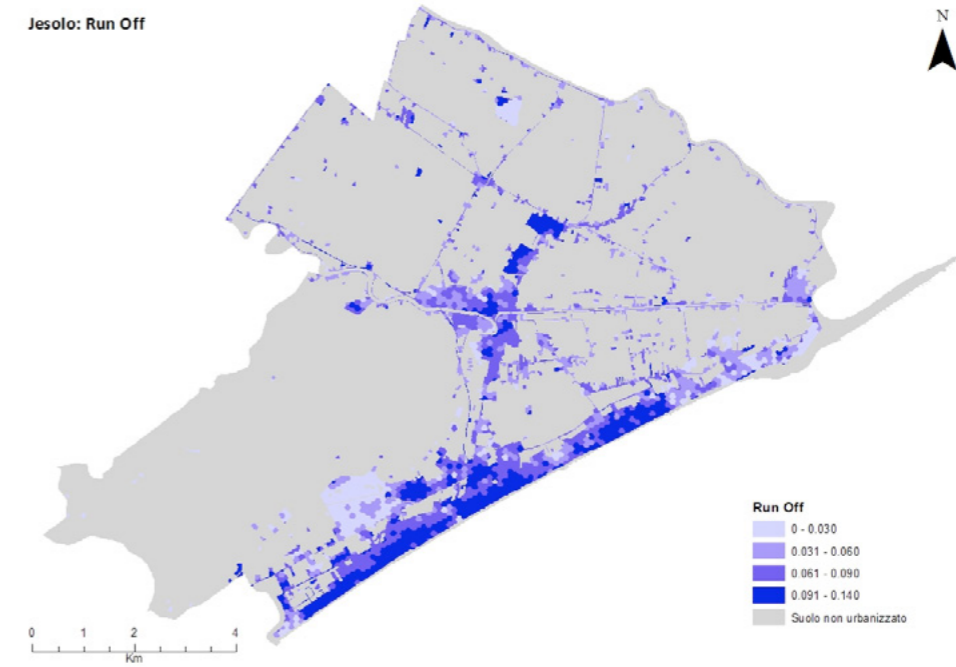 Jesolo: Run Off
N
Run Off
0 - 0.030
0.031 - 0.060
0.061 - 0.090
0.091 - 0.140
Suolo non urbanizzato
0 1 2 4
Km